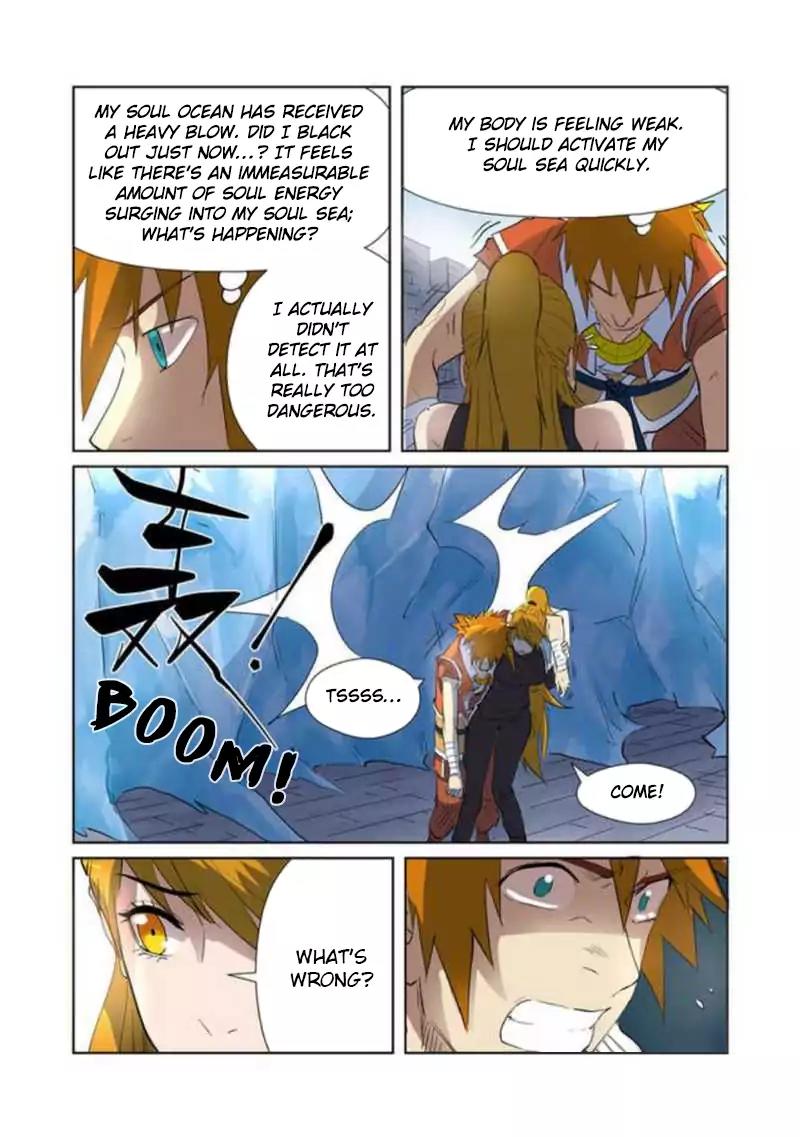 MY SOUL OCEAN HAS RECEIVED
A HEAVY BLOW. DID I BLACK
OUT JUST NOW...? IT FEELS
LIKE THERE'S AN IMMEASURABLE
AMOUNT OF SOUL ENERGY
SURGING INTO MY SOUL SEA;
WHAT'S HAPPENING?
I ACTUALLY
DIDN'T
DETECT IT AT
ALL. THAT'S
REALLY TOO
DANGEROUS.
MY BODY IS FEELING WEAK.
I SHOULD ACTIVATE MY
SOUL SEA QUICKLY.
轰!
BOOM!
TSSSS...
COME!
WHAT'S
WRONG?